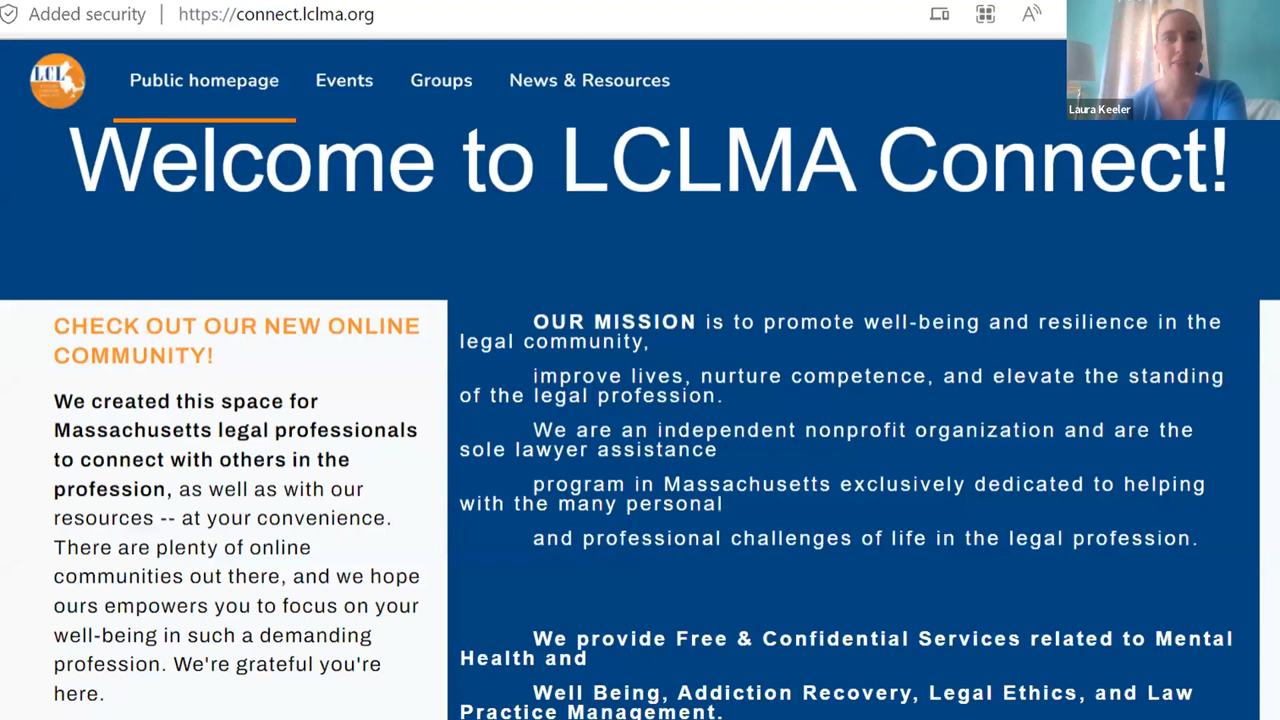 Added security
https://connect.lclma.org
Laura Keeler
LCL
Public homepage
Events
Groups
News & Resources
Welcome to LCLMA Connect!
CHECK OUT OUR NEW ONLINE
COMMUNITY!
We created this space for
Massachusetts legal professionals
to connect with others in the
profession, as well as with our
resources -- at your convenience.
There are plenty of online
communities out there, and we hope
ours empowers you to focus on your
well-being in such a demanding
profession. We're grateful you're
here.
OUR MISSION is to promote well-being and resilience in the
legal community,
improve lives, nurture competence, and elevate the standing
of the legal profession.
We are an independent nonprofit organization and are the
sole lawyer assistance
program in Massachusetts exclusively dedicated to helping
with the many personal
and professional challenges of life in the legal profession.
We provide Free & Confidential Services related to Mental
Health and
Well Being, Addiction Recovery, Legal Ethics, and Law
Practice Management.